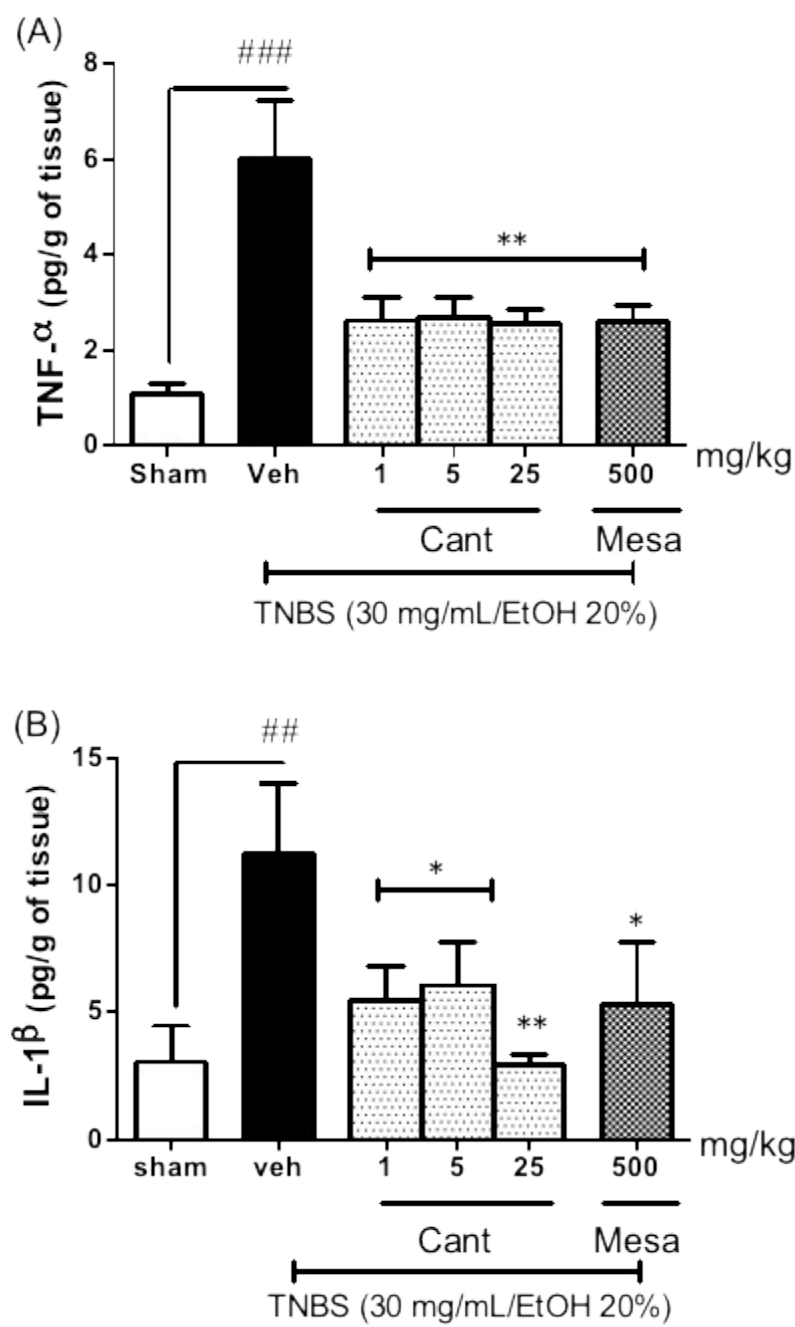 (A)
###
8
6
4
2
0
TNF-α (pg/g of tissue)
**
Sham Veh 1 5 25 500 mg/kg
Cant Mesa
TNBS (30 mg/mL/EtOH 20%)
(B)
##
15
10
5
0
IL-1β (pg/g of tissue)
*
*
**
sham veh 1 5 25 500 mg/kg
Cant Mesa
TNBS (30 mg/mL/EtOH 20%)